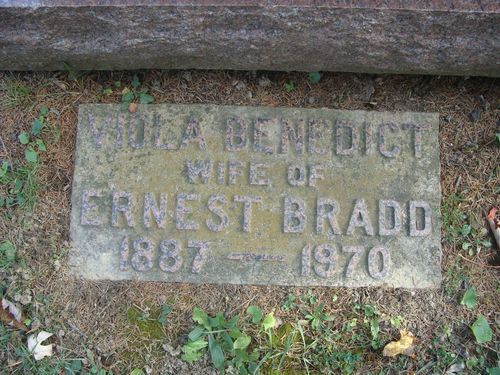 VIOLA BENEDICT
WIFE OF
ERNEST BRADD
1887 — 1970